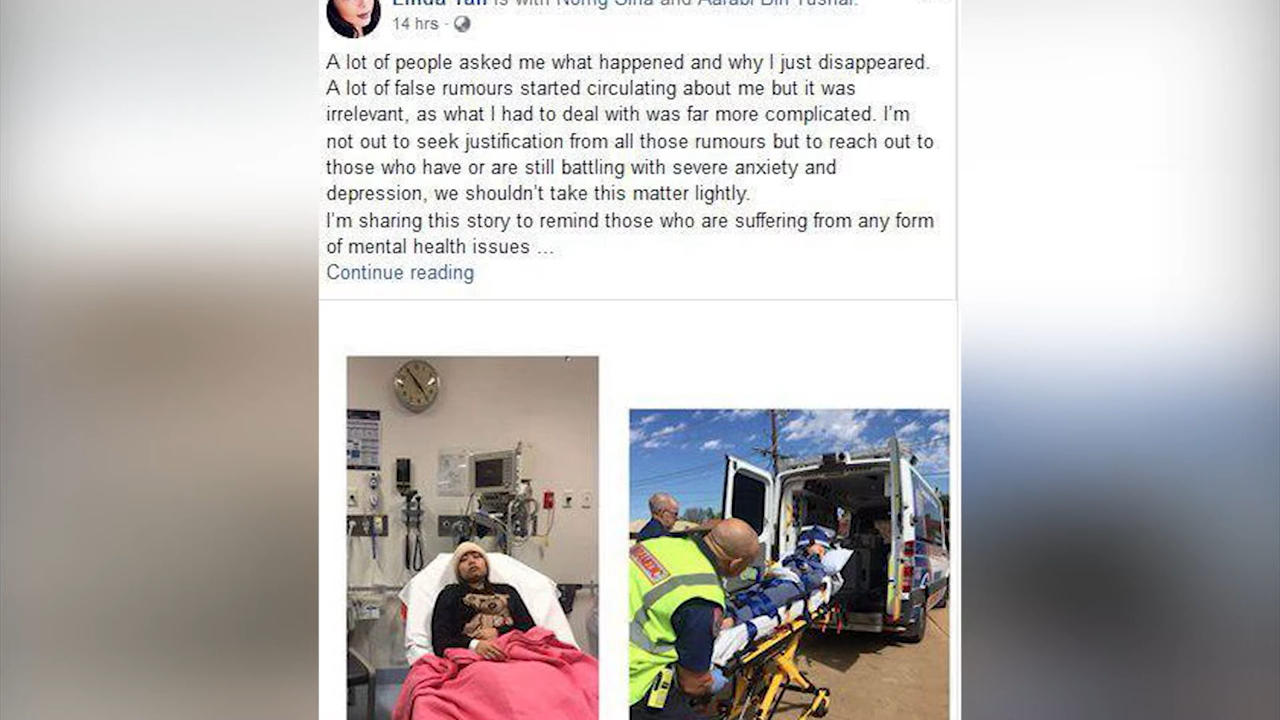 is with and
14 hrs ·
A lot of people asked me what happened and why I just disappeared.
A lot of false rumours started circulating about me but it was
irrelevant, as what I had to deal with was far more complicated. I'm
not out to seek justification from all those rumours but to reach out to
those who have or are still battling with severe anxiety and
depression, we shouldn't take this matter lightly.
I'm sharing this story to remind those who are suffering from any form
of mental health issues ...
Continue reading